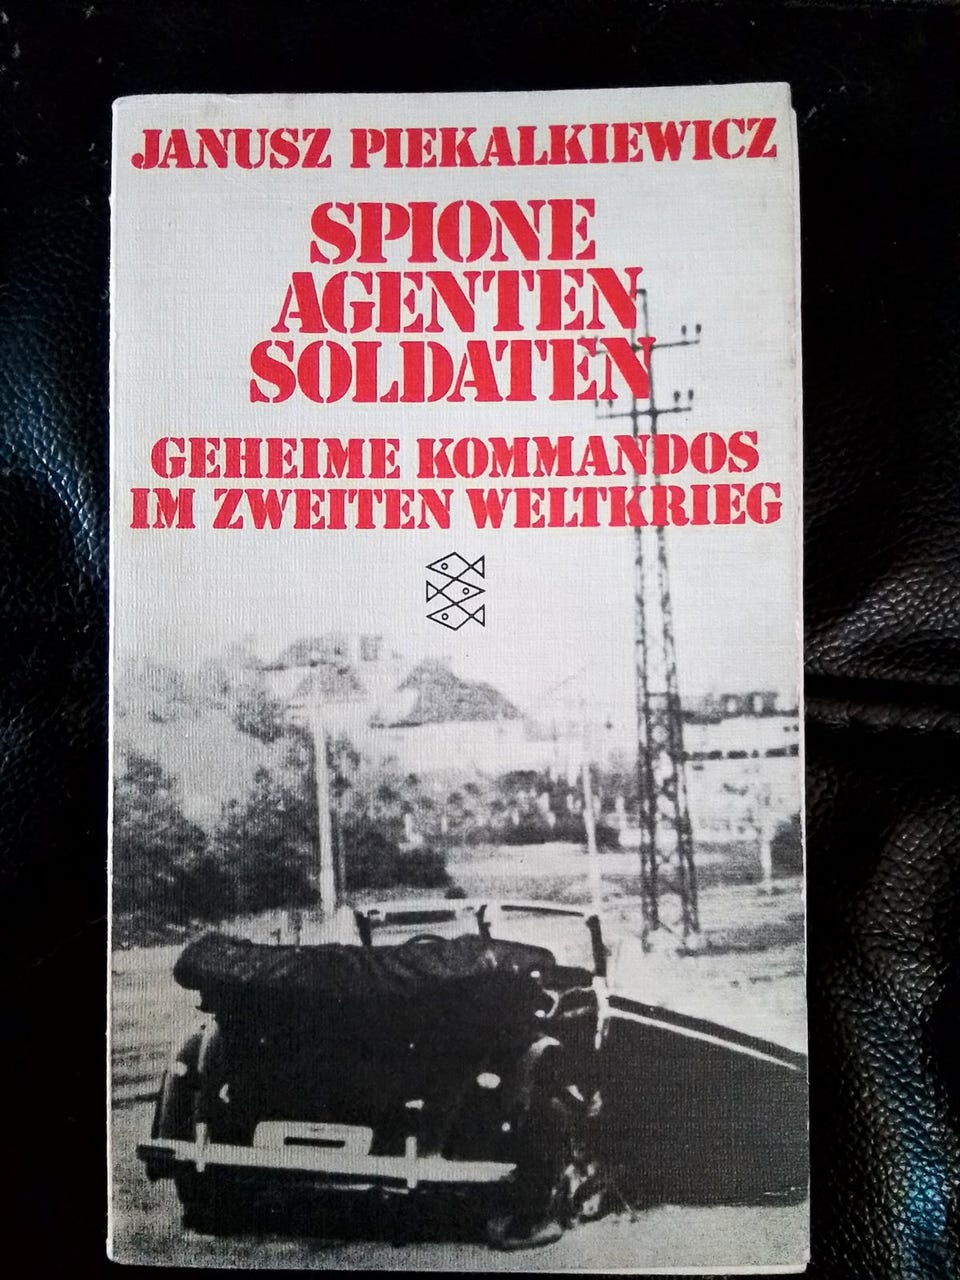 JANUSZ PIEKALKIEWICZ
SPIONE
AGENTEN
SOLDATEN
GEHEIME KOMMANDOS
IM ZWEITEN WELTKRIEG